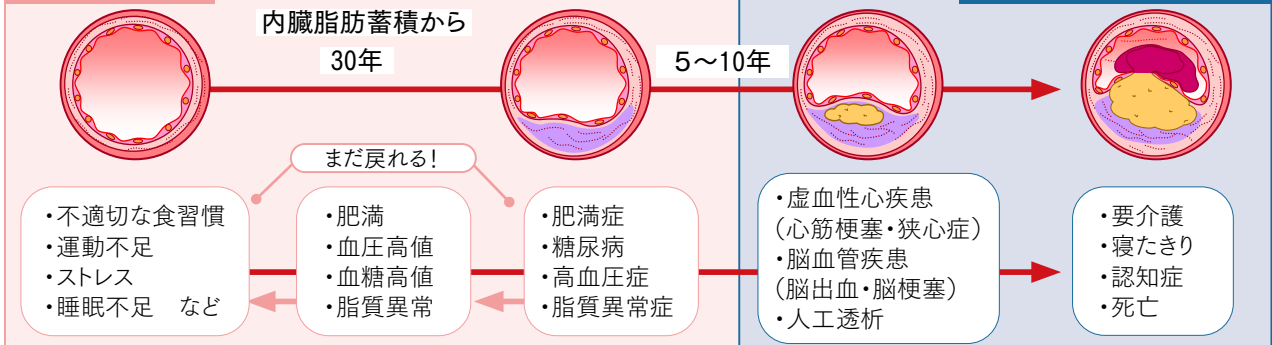 内臓脂肪蓄積から
30年
5～10年
まだ戻れる！
・不適切な食習慣
・運動不足
・ストレス
・睡眠不足　など
・肥満
・血圧高値
・血糖高値
・脂質異常
・肥満症
・糖尿病
・高血圧症
・脂質異常症
・虚血性心疾患
（心筋梗塞・狭心症）
・脳血管疾患
（脳出血・脳梗塞）
・人工透析
・要介護
・寝たきり
・認知症
・死亡